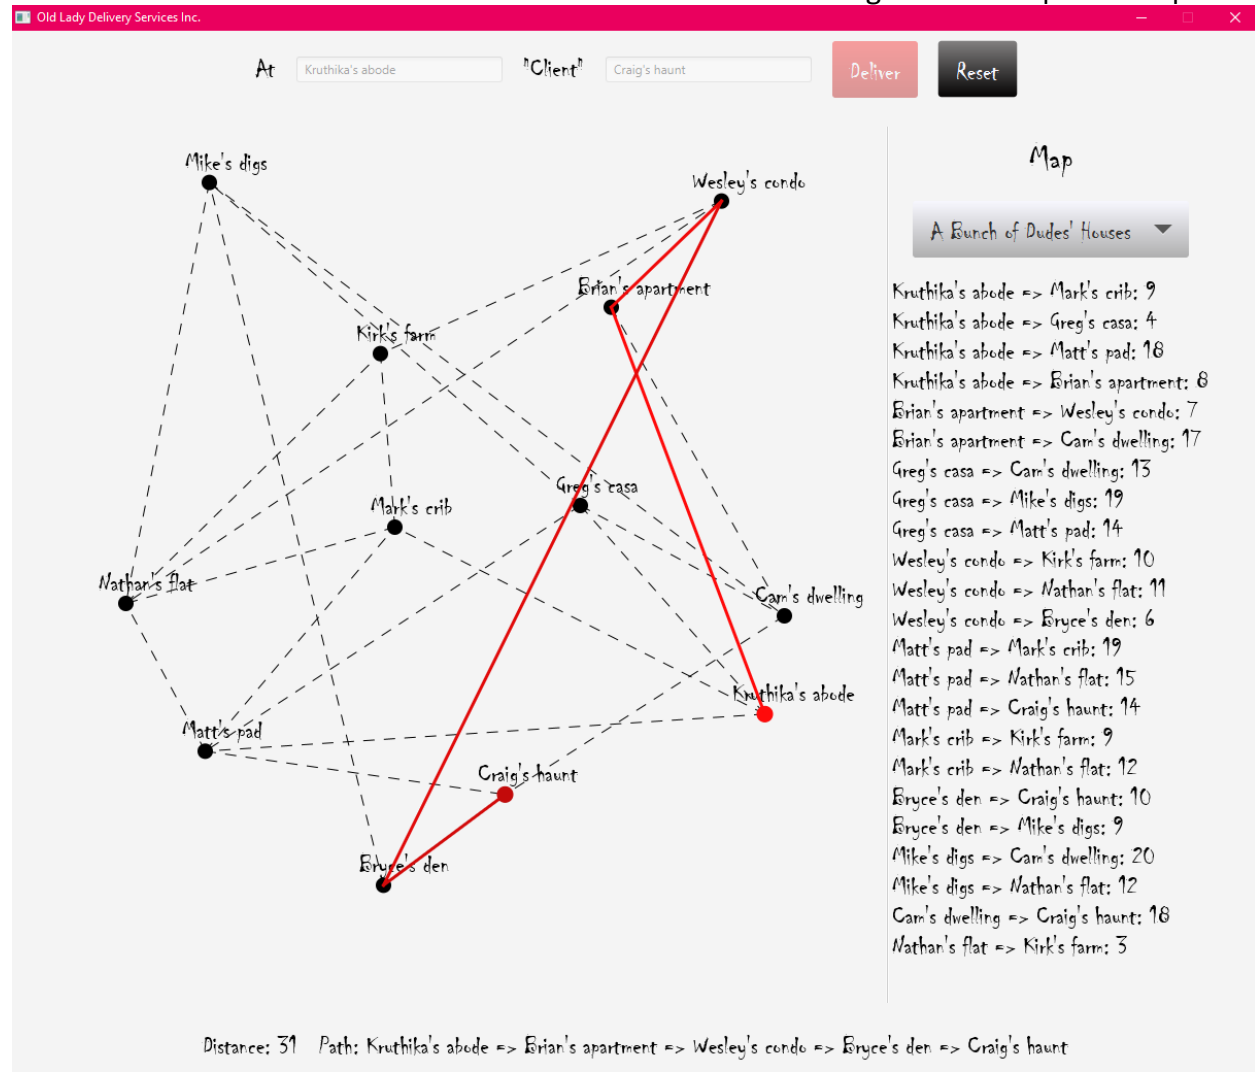 Old Lady Delivery Services Inc.
At Kruthika's abode "Client" Craig's haunt Deliver Reset
Mike's digs
Wesley's condo
Brian's apartment
Kirk's farm
Greg's casa
Mark's crib
Nathan's flat
Cam's dwelling
Kruthika's abode
Matt's pad
Craig's haunt
Bryce's den
Map
A Bunch of Dudes' Houses
Kruthika's abode => Mark's crib: 9
Kruthika's abode => Greg's casa: 4
Kruthika's abode => Matt's pad: 18
Kruthika's abode => Brian's apartment: 8
Brian's apartment => Wesley's condo: 7
Brian's apartment => Cam's dwelling: 17
Greg's casa => Cam's dwelling: 13
Greg's casa => Mike's digs: 19
Greg's casa => Matt's pad: 14
Wesley's condo => Kirk's farm: 10
Wesley's condo => Nathan's flat: 11
Wesley's condo => Bryce's den: 6
Matt's pad => Mark's crib: 19
Matt's pad => Nathan's flat: 15
Matt's pad => Craig's haunt: 14
Mark's crib => Kirk's farm: 9
Mark's crib => Nathan's flat: 12
Bryce's den => Craig's haunt: 10
Bryce's den => Mike's digs: 9
Mike's digs => Cam's dwelling: 20
Mike's digs => Nathan's flat: 12
Cam's dwelling => Craig's haunt: 18
Nathan's flat => Kirk's farm: 3
Distance: 31 Path: Kruthika's abode => Brian's apartment => Wesley's condo => Bryce's den => Craig's haunt